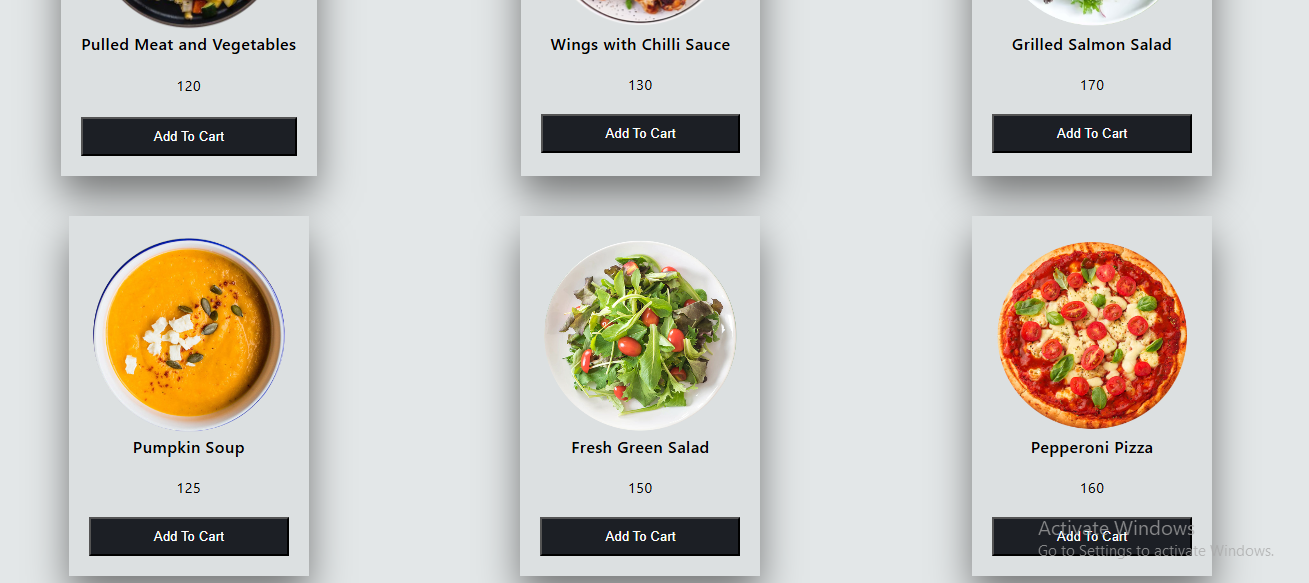 Pulled Meat and Vegetables
Wings with Chilli Sauce
Grilled Salmon Salad
120
130
170
Add To Cart
Add To Cart
Add To Cart
Pumpkin Soup
Fresh Green Salad
Pepperoni Pizza
125
150
160
Add To Cart
Add To Cart
Add To Cart
Activate Windows
Go to Settings to activate Windows.